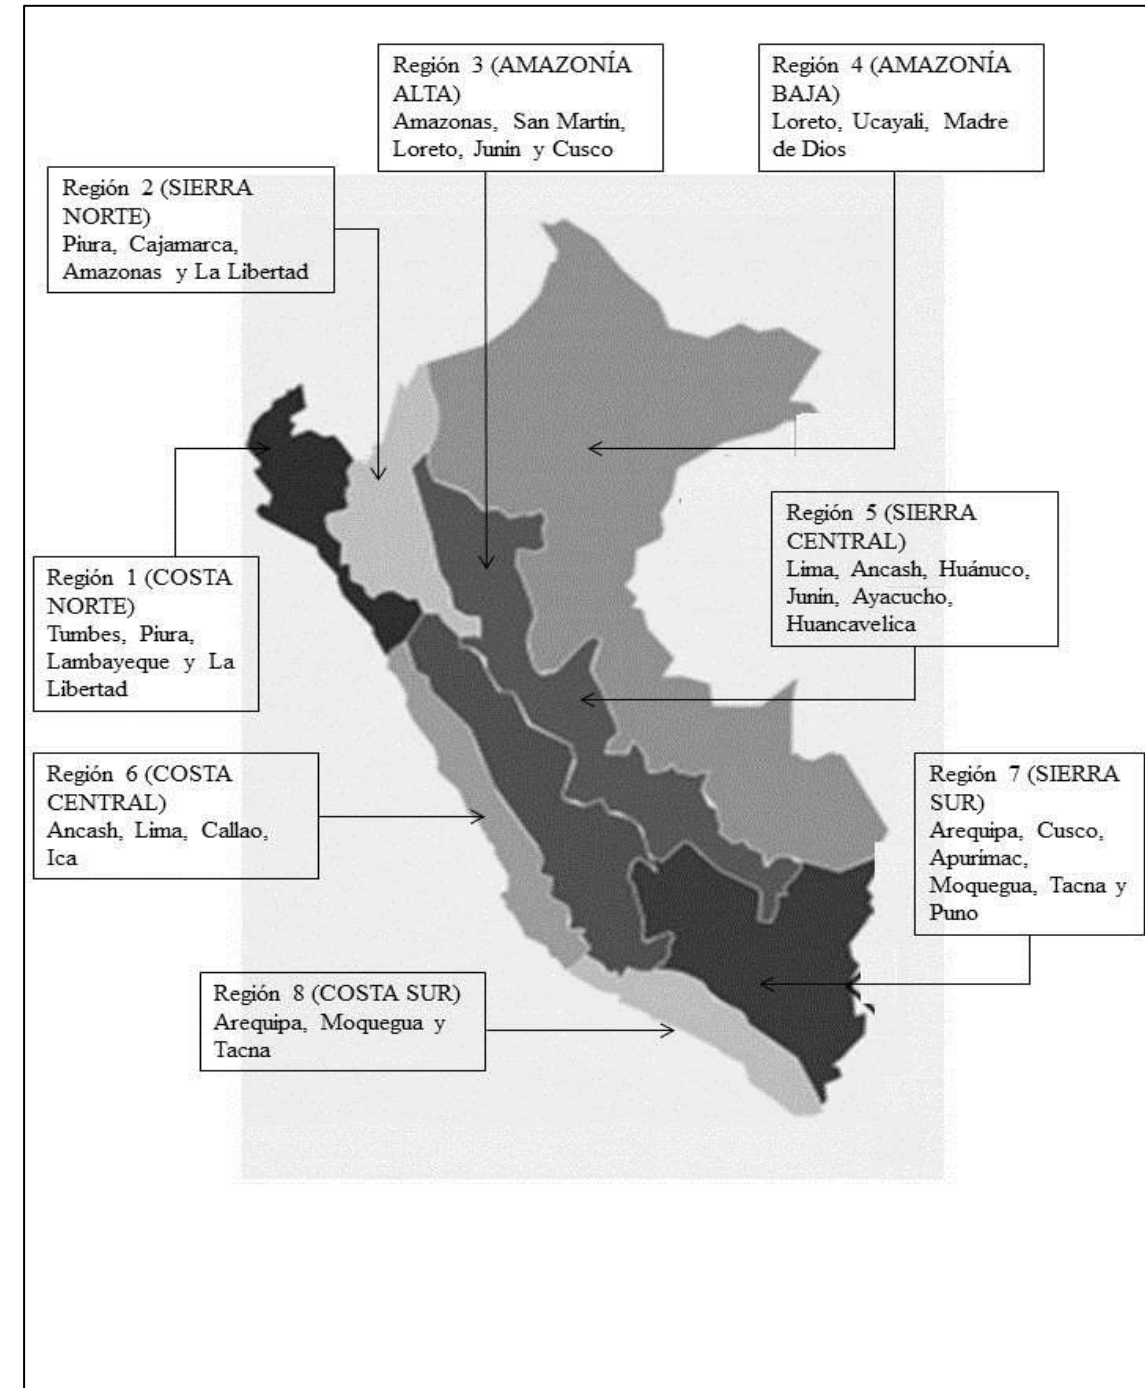 Región 3 (AMAZONÍA
ALTA)
Amazonas, San Martín,
Loreto, Junín y Cusco
Región 4 (AMAZONÍA
BAJA)
Loreto, Ucayali, Madre
de Dios
Región 2 (SIERRA
NORTE)
Piura, Cajamarca,
Amazonas y La Libertad
Región 5 (SIERRA
CENTRAL)
Lima, Ancash, Huánuco,
Junín, Ayacucho,
Huancavelica
Región 1 (COSTA
NORTE)
Tumbes, Piura,
Lambayeque y La
Libertad
Región 6 (COSTA
CENTRAL)
Ancash, Lima, Callao,
Ica
Región 7 (SIERRA
SUR)
Arequipa, Cusco,
Apurímac,
Moquegua, Tacna y
Puno
Región 8 (COSTA SUR)
Arequipa, Moquegua y
Tacna